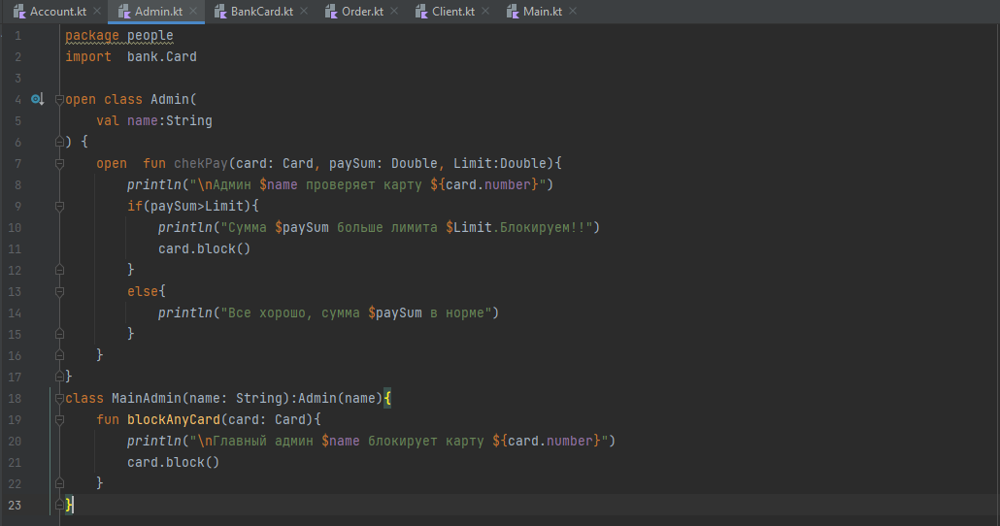 Account.kt Admin.kt BankCard.kt Order.kt Client.kt Main.kt
1 package people
2 import  bank.Card
3
4 open class Admin(
5     val name:String
6 ) {
7     open  fun chekPay(card: Card, paySum: Double, Limit:Double){
8         println("\nАдмин $name проверяет карту ${card.number}")
9         if(paySum>Limit){
10             println("Сумма $paySum больше лимита $Limit.Блокируем!!")
11             card.block()
12         }
13         else{
14             println("Все хорошо, сумма $paySum в норме")
15         }
16     }
17 }
18 class MainAdmin(name: String):Admin(name){
19     fun blockAnyCard(card: Card){
20         println("\nГлавный админ $name блокирует карту ${card.number}")
21         card.block()
22     }
23 }